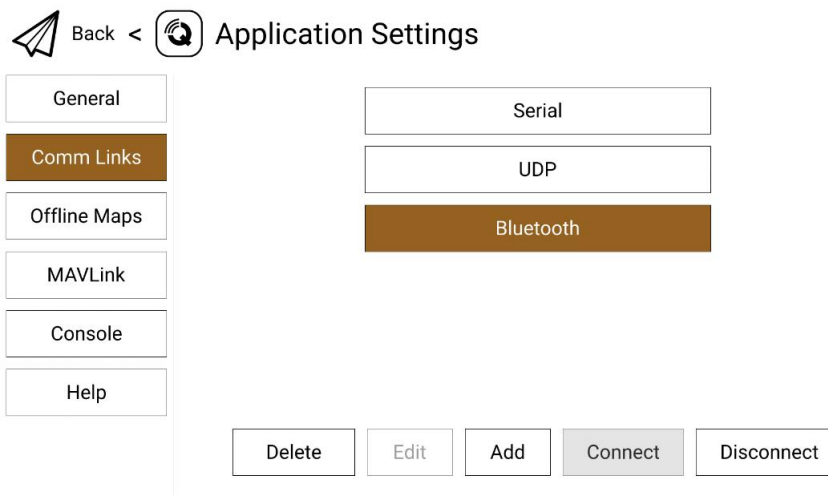 Back < Application Settings
General
Comm Links
Offline Maps
MAVLink
Console
Help
Serial
UDP
Bluetooth
Delete Edit Add Connect Disconnect